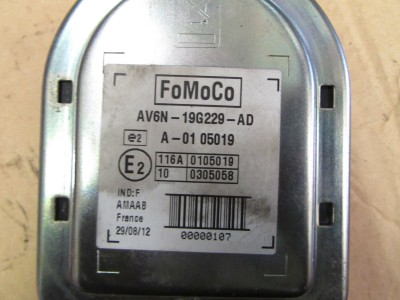 FoMoCo
AV6N-19G229-AD
e2 A-01 05019
E2 116A 0105019
10 0305058
IND:F
AMAAB
France
29/08/12
00000107